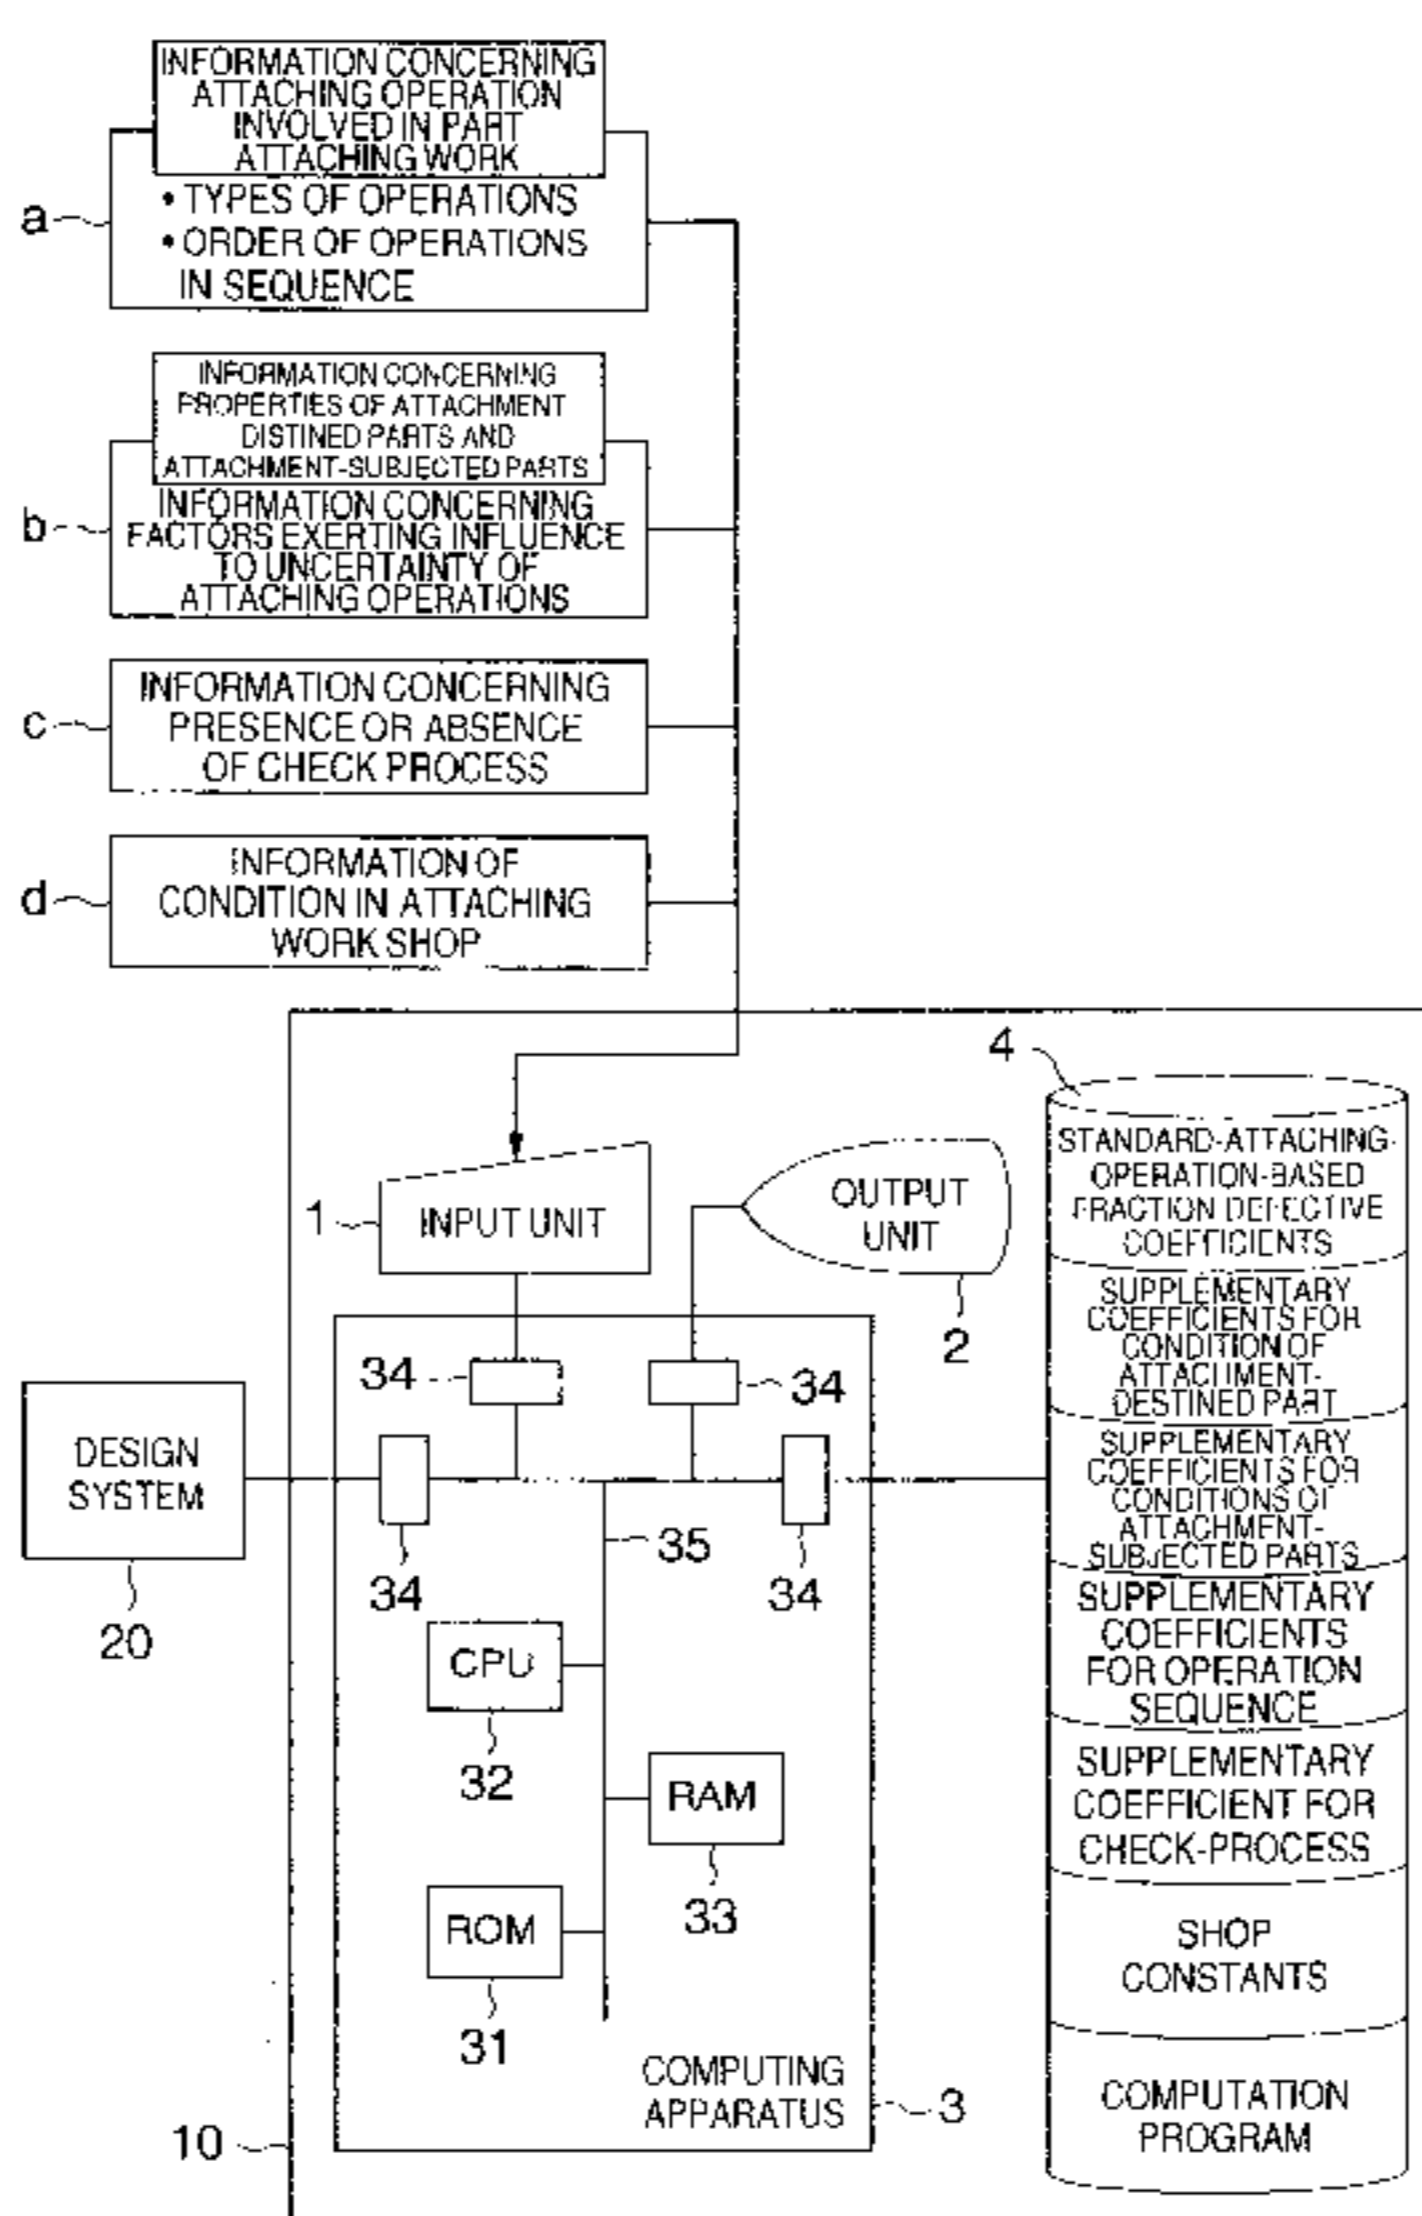 INFORMATION CONCERNING
ATTACHING OPERATION
INVOLVED IN PART
ATTACHING WORK
• TYPES OF OPERATIONS
• ORDER OF OPERATIONS
IN SEQUENCE
a
INFORMATION CONCERNING
PROPERTIES OF ATTACHMENT
DISTINED PARTS AND
ATTACHMENT-SUBJECTED PARTS
INFORMATION CONCERNING
FACTORS EXERTING INFLUENCE
TO UNCERTAINTY OF
ATTACHING OPERATIONS
b
INFORMATION CONCERNING
PRESENCE OR ABSENCE
OF CHECK PROCESS
c
INFORMATION OF
CONDITION IN ATTACHING
WORK SHOP
d
4
STANDARD-ATTACHING-
OPERATION-BASED
FRACTION DEFECTIVE
COEFFICIENTS
SUPPLEMENTARY
COEFFICIENTS FOR
CONDITION OF
ATTACHMENT-
DESTINED PART
SUPPLEMENTARY
COEFFICIENTS FOR
CONDITIONS OF
ATTACHMENT-
SUBJECTED PARTS
SUPPLEMENTARY
COEFFICIENTS
FOR OPERATION
SEQUENCE
SUPPLEMENTARY
COEFFICIENT FOR
CHECK-PROCESS
SHOP
CONSTANTS
COMPUTATION
PROGRAM
1
INPUT UNIT
OUTPUT
UNIT
2
34
34
DESIGN
SYSTEM
20
34
35
34
CPU
32
RAM
33
ROM
31
COMPUTING
APPARATUS
3
10